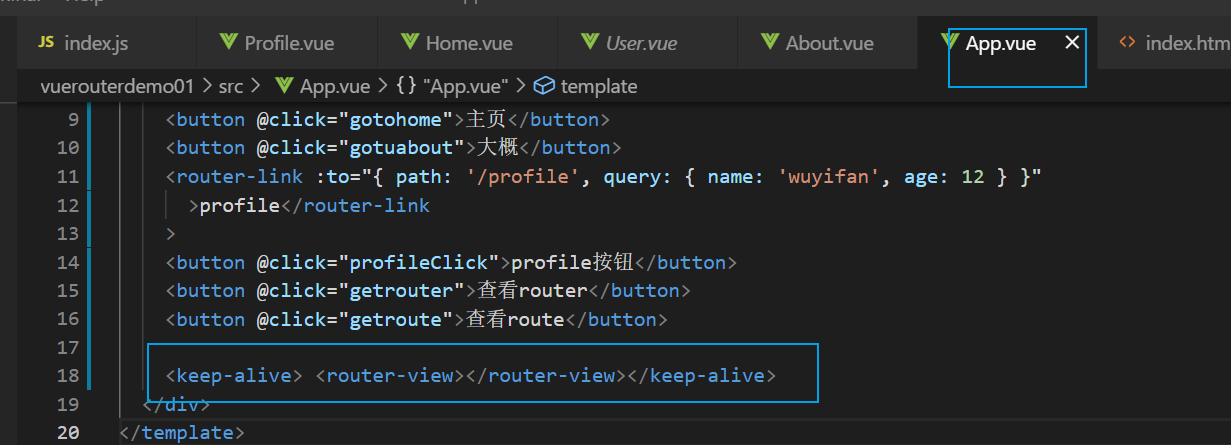 index.js Profile.vue Home.vue User.vue About.vue App.vue index.htm
vuerouterdemo01 > src > App.vue > {} "App.vue" > template
9 <button @click="gotohome">主页</button>
10 <button @click="gotuabout">大概</button>
11 <router-link :to="{ path: '/profile', query: { name: 'wuyifan', age: 12 } }"
12 >profile</router-link
13 >
14 <button @click="profileClick">profile按钮</button>
15 <button @click="getrouter">查看router</button>
16 <button @click="getroute">查看route</button>
17
18 <keep-alive> <router-view></router-view></keep-alive>
19 </div>
20 </template>